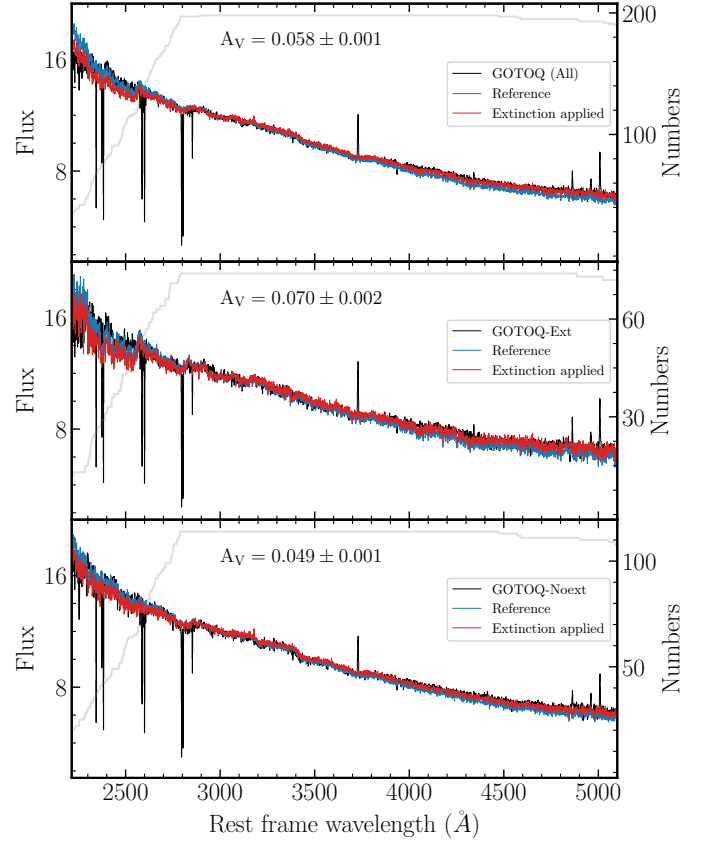 A_V = 0.058 ± 0.001
GOTOQ (All)
Reference
Extinction applied
Flux
16
8
Numbers
200
100
0
A_V = 0.070 ± 0.002
GOTOQ-Ext
Reference
Extinction applied
Flux
16
8
Numbers
60
30
A_V = 0.049 ± 0.001
GOTOQ-Noext
Reference
Extinction applied
Flux
16
8
Numbers
100
50
2500 3000 3500 4000 4500 5000
Rest frame wavelength (Å)